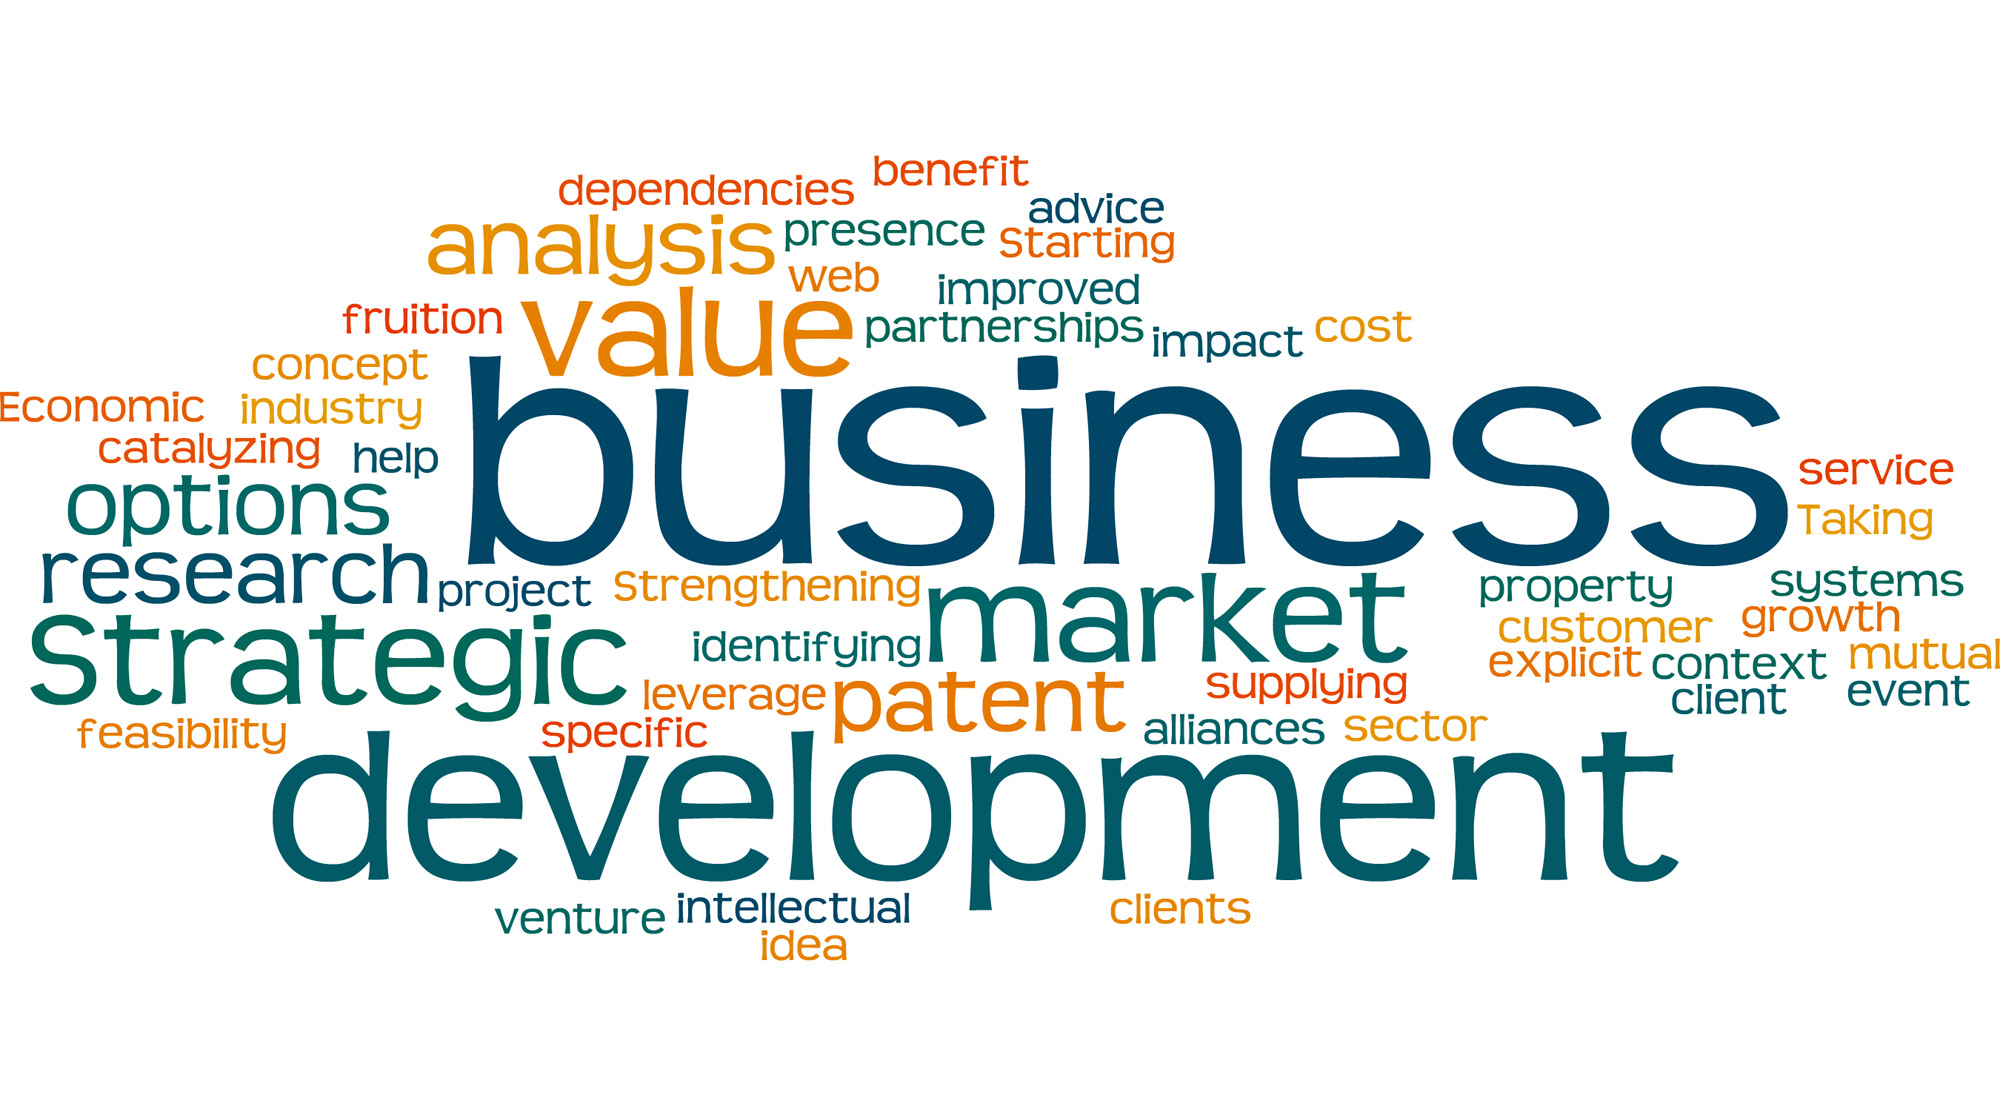 benefit
dependencies
advice
analysis presence Starting
web improved
fruition value partnerships impact cost
concept
Economic industry business
catalyzing help service
options Taking
research project Strengthening market property systems
customer growth
Strategic identifying explicit context mutual
leverage patent supplying client event
feasibility specific alliances sector
development
venture intellectual clients
idea